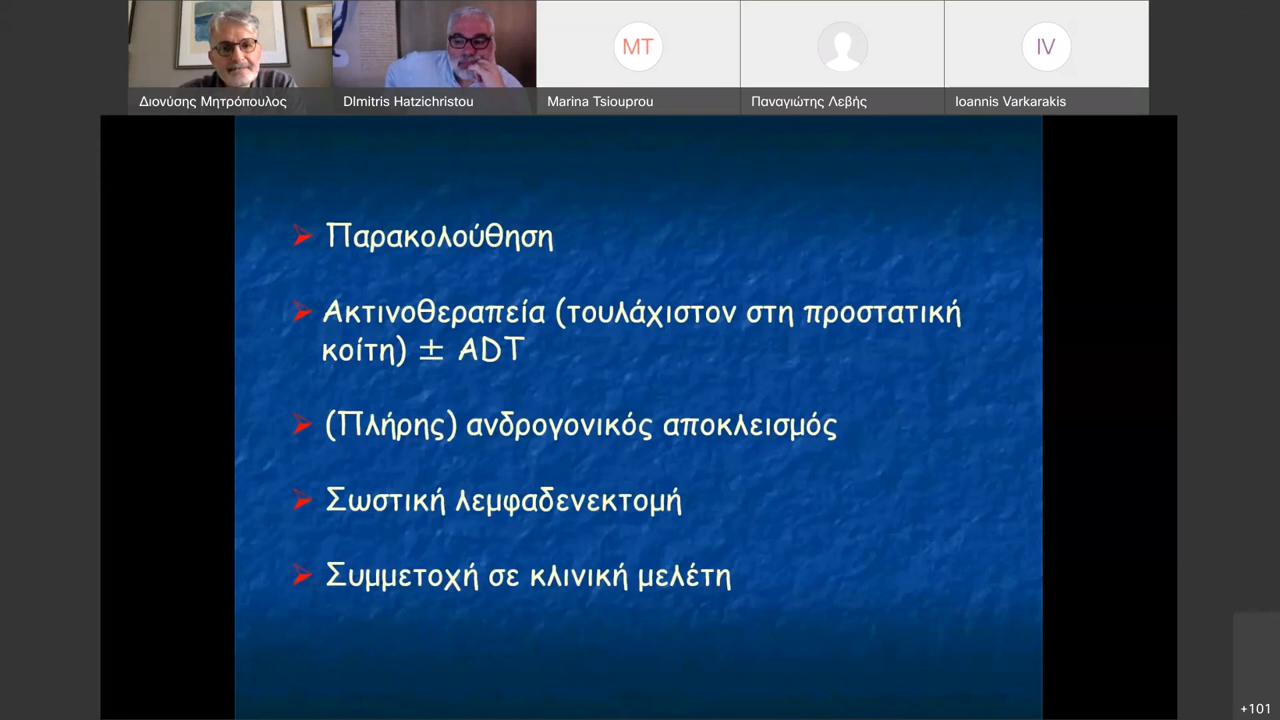 Διονύσης Μητρόπουλος
DImitris Hatzichristou
MT
Marina Tsiouprou
Παναγιώτης Λεβής
IV
Ioannis Varkarakis
Παρακολούθηση
Ακτινοθεραπεία (τουλάχιστον στη προστατική
κοίτη) ± ADT
(Πλήρης) ανδρογονικός αποκλεισμός
Σωστική λεμφαδενεκτομή
Συμμετοχή σε κλινική μελέτη
+101